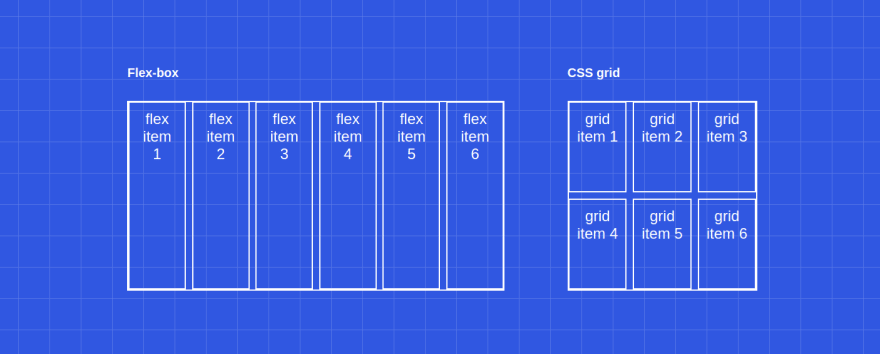 Flex-box
flex
item
1
flex
item
2
flex
item
3
flex
item
4
flex
item
5
flex
item
6
CSS grid
grid
item 1
grid
item 2
grid
item 3
grid
item 4
grid
item 5
grid
item 6